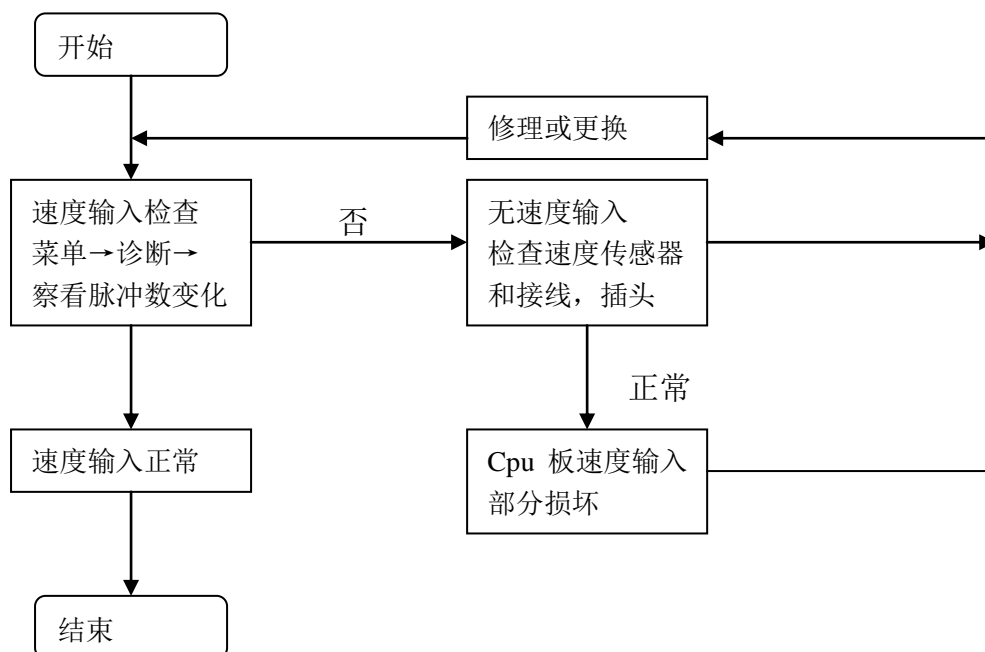 开始
修理或更换
速度输入检查
菜单→诊断→
察看脉冲数变化
否
无速度输入
检查速度传感器
和接线，插头
正常
速度输入正常
Cpu 板速度输入
部分损坏
结束